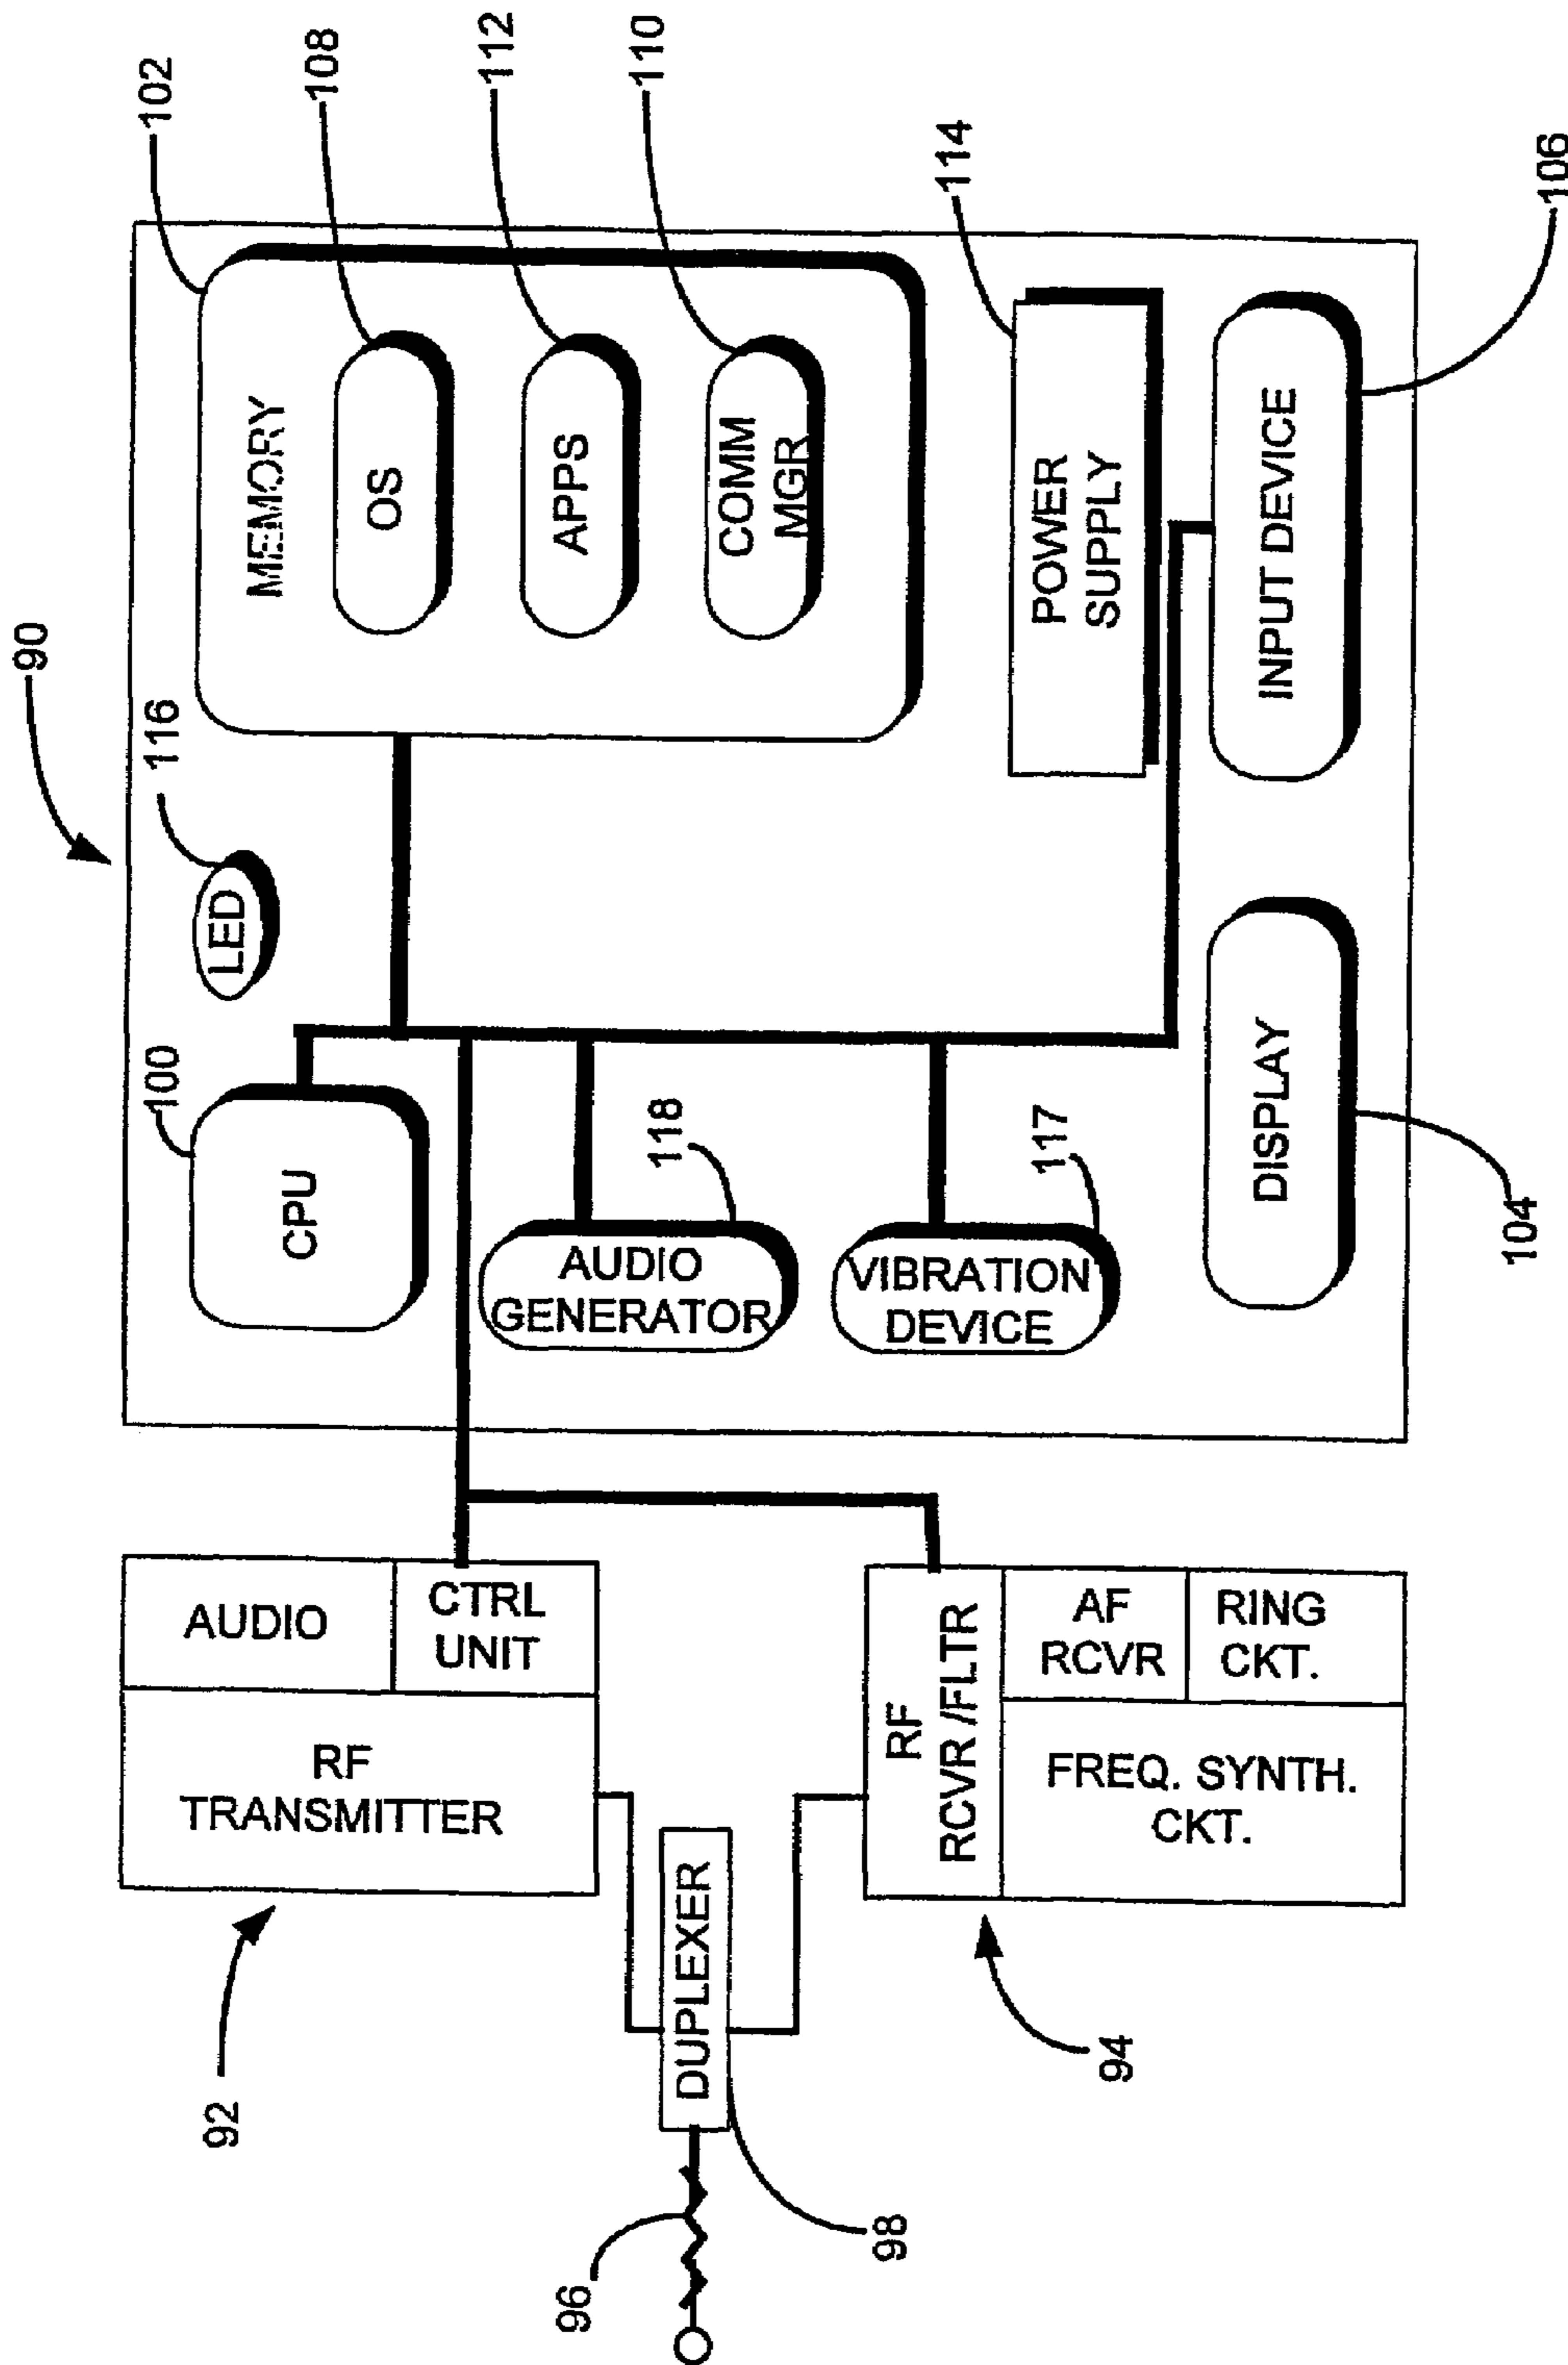 90
92
AUDIO
CTRL
UNIT
RF
TRANSMITTER
96
DUPLEXER
98
94
RF
RCVR /FLTR
AF
RCVR
RING
CKT.
FREQ. SYNTH.
CKT.
100
CPU
116
LED
102
MEMORY
108
OS
112
APPS
110
COMM
MGR
118
AUDIO
GENERATOR
117
VIBRATION
DEVICE
114
POWER
SUPPLY
104
DISPLAY
106
INPUT DEVICE